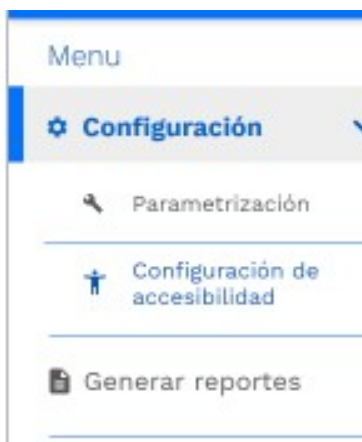 Menu
Configuración
Parametrización
Configuración de
accesibilidad
Generar reportes